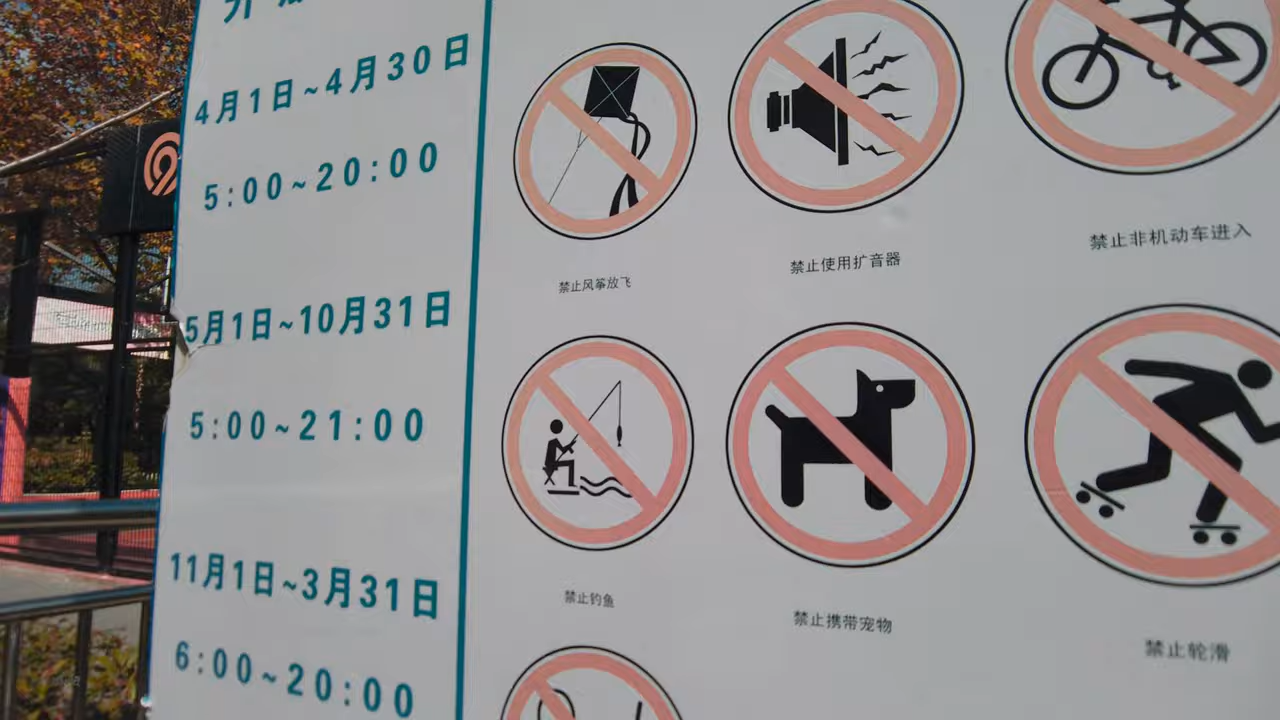 4月1日~4月30日
5:00~20:00
5月1日~10月31日
5:00~21:00
11月1日~3月31日
6:00~20:00
禁止风筝放飞
禁止使用扩音器
禁止非机动车进入
禁止钓鱼
禁止携带宠物
禁止轮滑